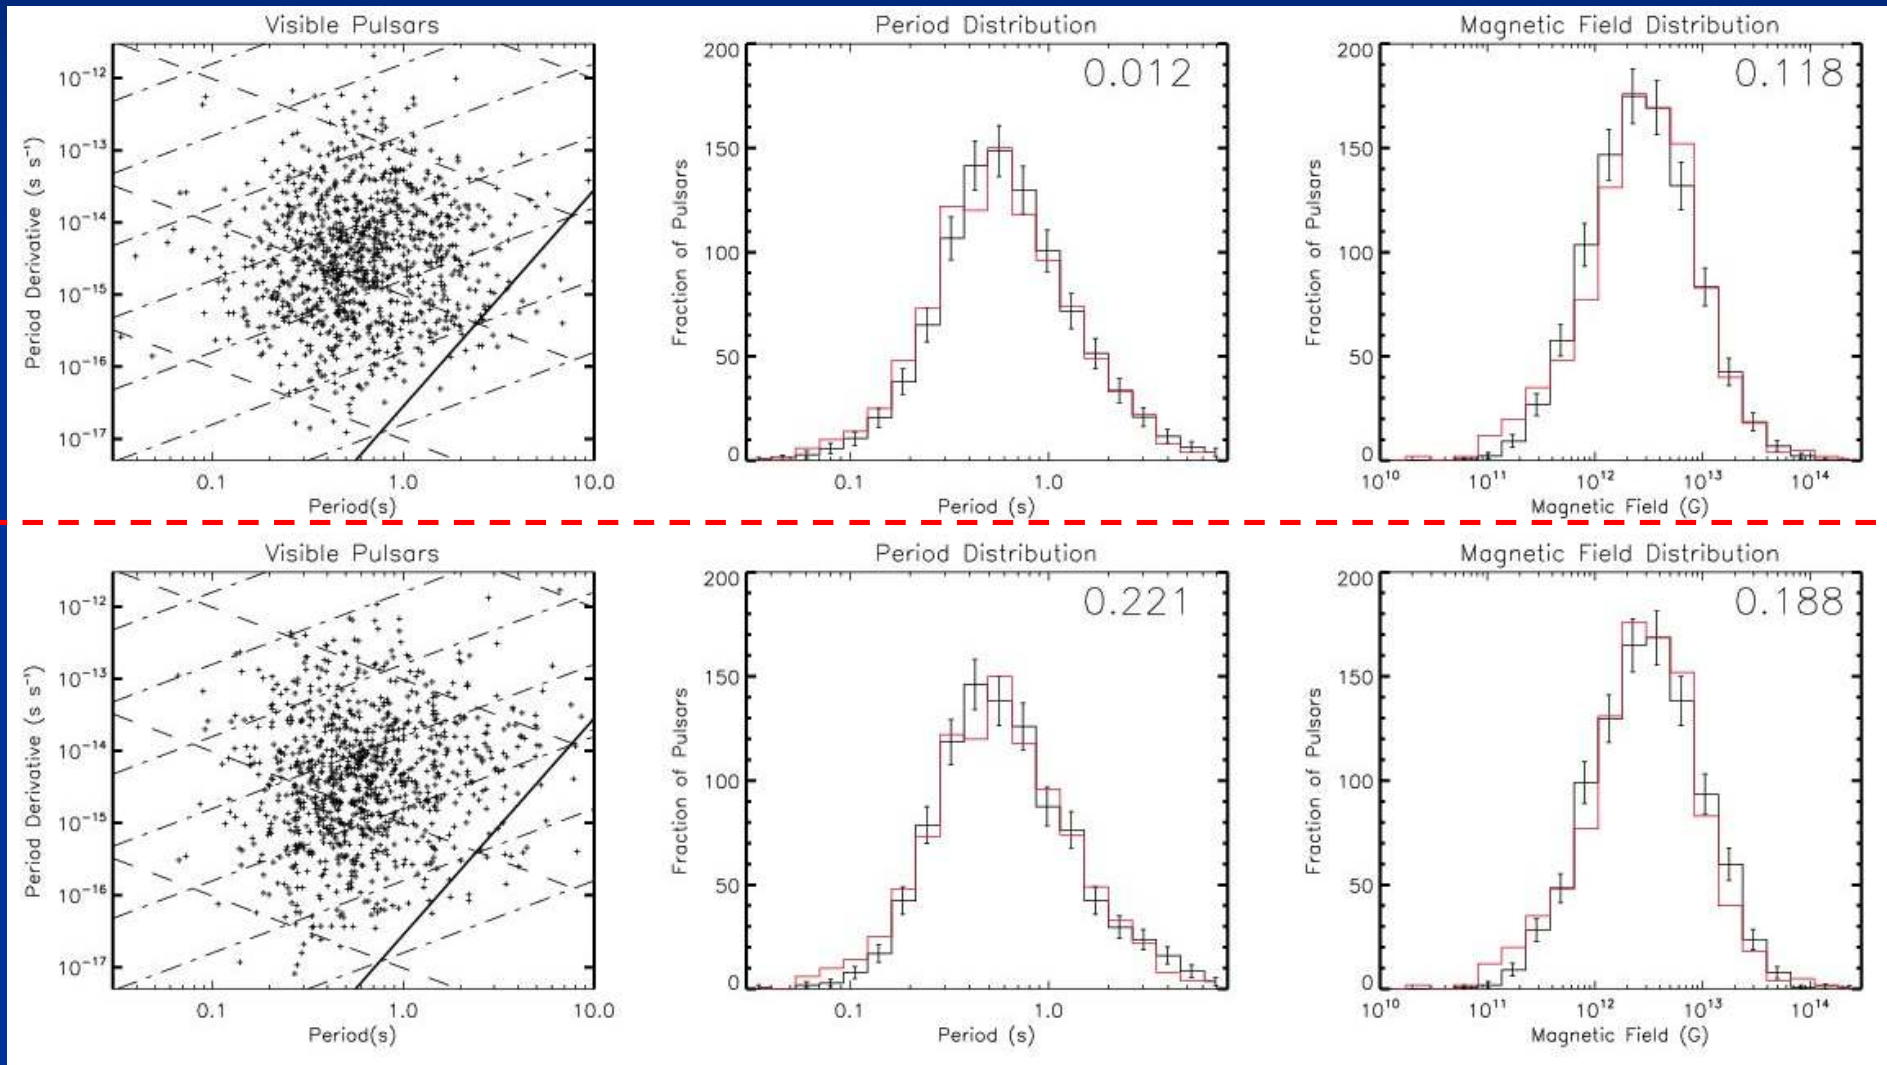 Visible Pulsars
Period Distribution
Magnetic Field Distribution
10⁻¹²
10⁻¹³
10⁻¹⁴
10⁻¹⁵
10⁻¹⁶
10⁻¹⁷
Period Derivative (s s⁻¹)
0.1 1.0 10.0
Period(s)
0.012
200
150
100
50
0
Fraction of Pulsars
0.1 1.0
Period (s)
0.118
200
150
100
50
0
Fraction of Pulsars
10¹⁰ 10¹¹ 10¹² 10¹³ 10¹⁴
Magnetic Field (G)
Visible Pulsars
Period Distribution
Magnetic Field Distribution
10⁻¹²
10⁻¹³
10⁻¹⁴
10⁻¹⁵
10⁻¹⁶
10⁻¹⁷
Period Derivative (s s⁻¹)
0.1 1.0 10.0
Period(s)
0.221
200
150
100
50
0
Fraction of Pulsars
0.1 1.0
Period (s)
0.188
200
150
100
50
0
Fraction of Pulsars
10¹⁰ 10¹¹ 10¹² 10¹³ 10¹⁴
Magnetic Field (G)